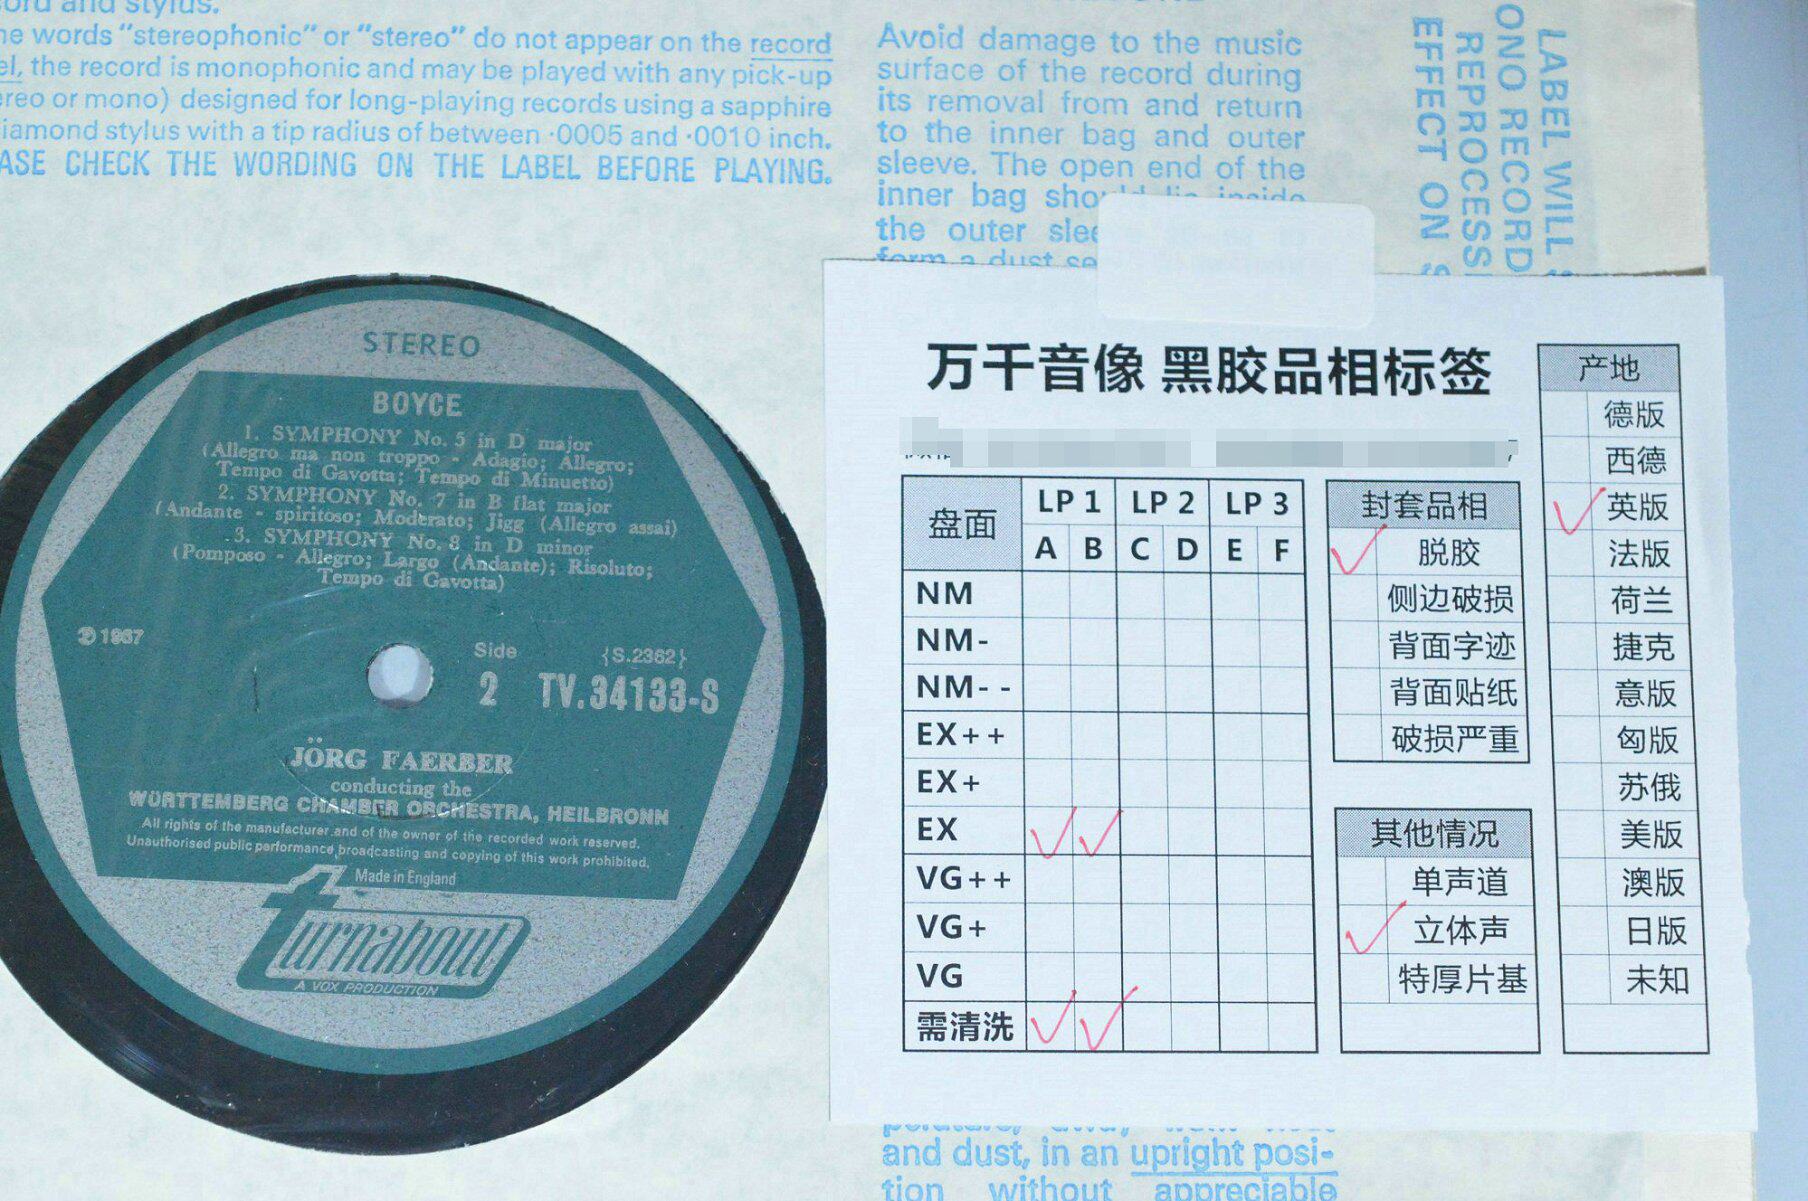 ord and stylus.
he words "stereophonic" or "stereo" do not appear on the record
el, the record is monophonic and may be played with any pick-up
ereo or mono) designed for long-playing records using a sapphire
iamond stylus with a tip radius of between ·0005 and ·0010 inch.
ASE CHECK THE WORDING ON THE LABEL BEFORE PLAYING.
Avoid damage to the music
surface of the record during
its removal from and return
to the inner bag and outer
sleeve. The open end of the
inner bag should lie inside
the outer slee
form a dust se
LABEL WILL
ONO RECORD
REPROCESS
EFFECT ON S
STEREO
BOYCE
1. SYMPHONY No. 5 in D major
(Allegro ma non troppo - Adagio; Allegro;
Tempo di Gavotta; Tempo di Minuetto)
2. SYMPHONY No. 7 in B flat major
(Andante - spiritoso; Moderato; Jigg (Allegro assai)
3. SYMPHONY No. 8 in D minor
(Pomposo - Allegro; Largo (Andante); Risoluto;
Tempo di Gavotta)
℗ 1967
Side
2
{S.2362}
TV.34133-S
JÖRG FAERBER
conducting the
WÜRTTEMBERG CHAMBER ORCHESTRA, HEILBRONN
All rights of the manufacturer and of the owner of the recorded work reserved.
Unauthorised public performance broadcasting and copying of this work prohibited.
Made in England
turnabout
A VOX PRODUCTION
万千音像 黑胶品相标签
盘面 LP 1 LP 2 LP 3
A B C D E F
NM
NM-
NM--
EX++
EX+
EX
VG++
VG+
VG
需清洗
封套品相
脱胶
侧边破损
背面字迹
背面贴纸
破损严重
其他情况
单声道
立体声
特厚片基
产地
德版
西德
英版
法版
荷兰
捷克
意版
匈版
苏俄
美版
澳版
日版
未知
and dust, in an upright posi-
tion without appreciable